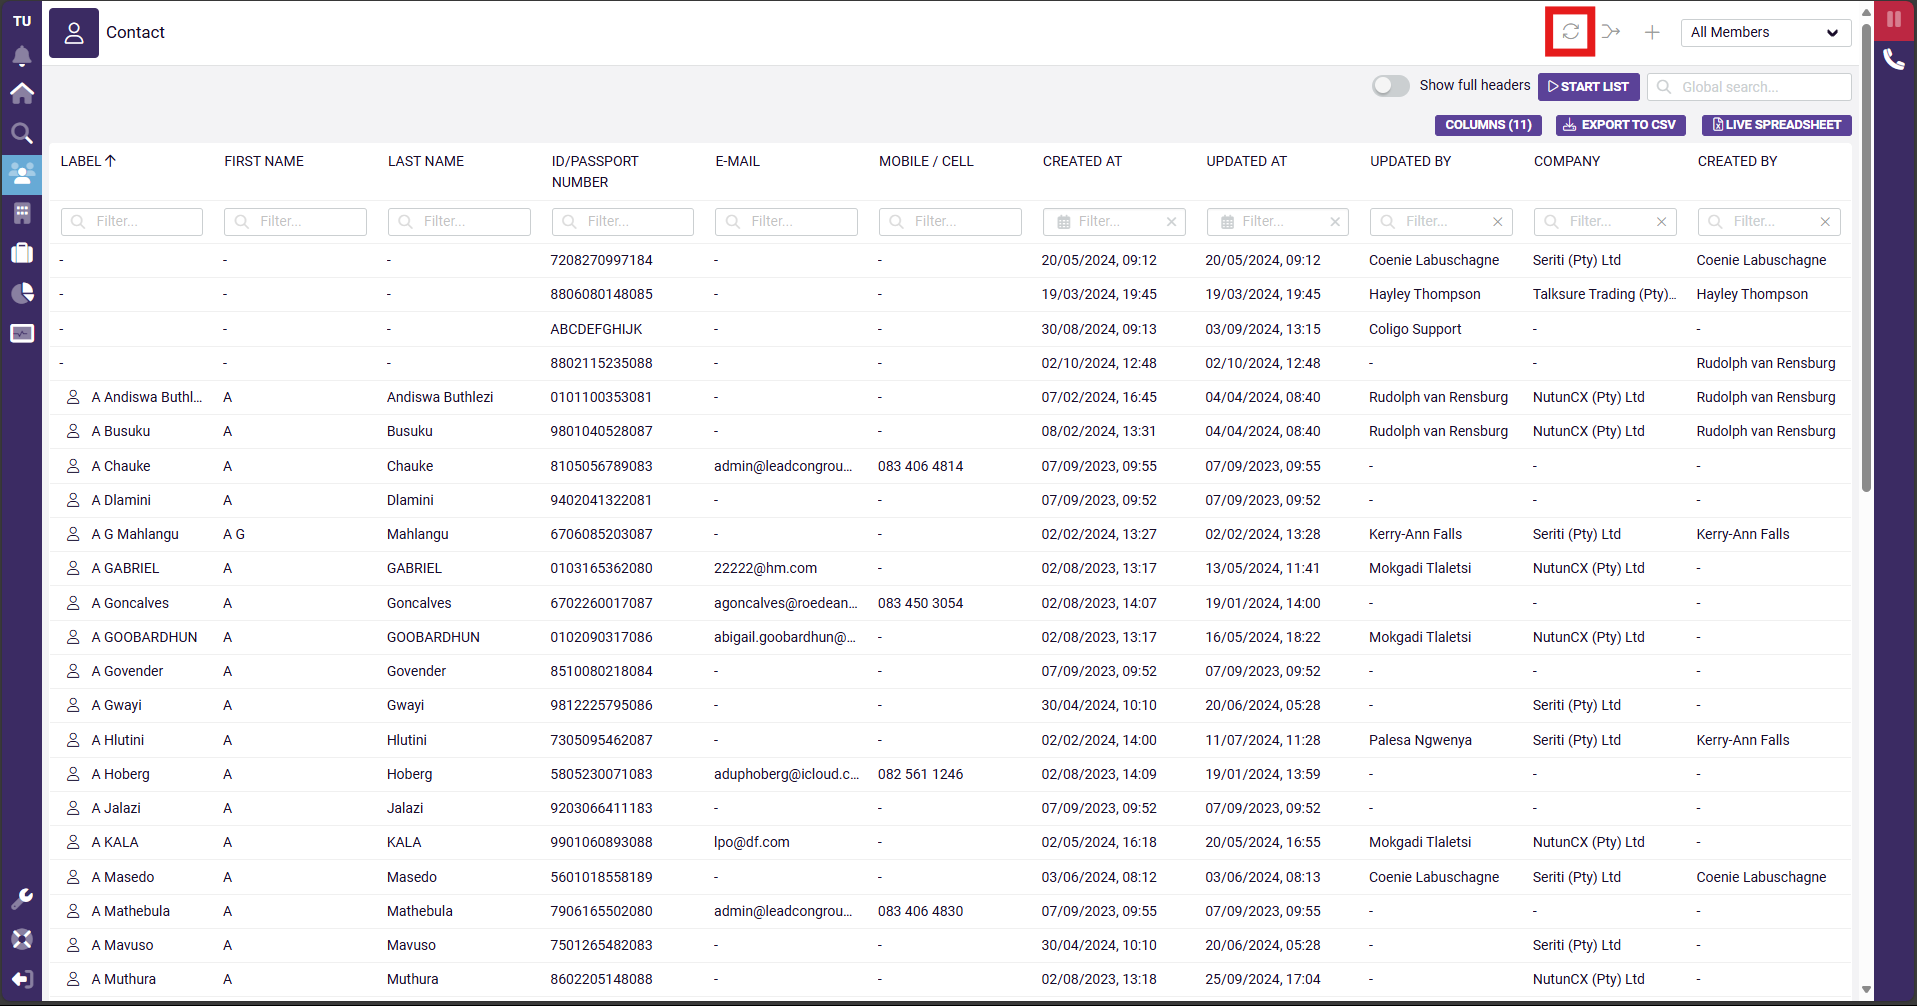 TU
Contact
All Members
Show full headers
START LIST
Global search...
COLUMNS (11)
EXPORT TO CSV
LIVE SPREADSHEET
LABEL FIRST NAME LAST NAME ID/PASSPORT NUMBER E-MAIL MOBILE / CELL CREATED AT UPDATED AT UPDATED BY COMPANY CREATED BY
Filter... Filter... Filter... Filter... Filter... Filter... Filter... Filter... Filter... Filter... Filter...
- - - 7208270997184 - - 20/05/2024, 09:12 20/05/2024, 09:12 Coenie Labuschagne Seriti (Pty) Ltd Coenie Labuschagne
- - - 8806080148085 - - 19/03/2024, 19:45 19/03/2024, 19:45 Hayley Thompson Talksure Trading (Pty)... Hayley Thompson
- - - ABCDEFGHIJK - - 30/08/2024, 09:13 03/09/2024, 13:15 Coligo Support - -
- - - 8802115235088 - - 02/10/2024, 12:48 02/10/2024, 12:48 - - Rudolph van Rensburg
A Andiswa Buthl... A Andiswa Buthlezi 0101100353081 - - 07/02/2024, 16:45 04/04/2024, 08:40 Rudolph van Rensburg NutunCX (Pty) Ltd Rudolph van Rensburg
A Busuku A Busuku 9801040528087 - - 08/02/2024, 13:31 04/04/2024, 08:40 Rudolph van Rensburg NutunCX (Pty) Ltd Rudolph van Rensburg
A Chauke A Chauke 8105056789083 admin@leadcongrou... 083 406 4814 07/09/2023, 09:55 07/09/2023, 09:55 - - -
A Dlamini A Dlamini 9402041322081 - - 07/09/2023, 09:52 07/09/2023, 09:52 - - -
A G Mahlangu A G Mahlangu 6706085203087 - - 02/02/2024, 13:27 02/02/2024, 13:28 Kerry-Ann Falls Seriti (Pty) Ltd Kerry-Ann Falls
A GABRIEL A GABRIEL 0103165362080 22222@hm.com - 02/08/2023, 13:17 13/05/2024, 11:41 Mokgadi Tlaletsi NutunCX (Pty) Ltd -
A Goncalves A Goncalves 6702260017087 agoncalves@roedean... 083 450 3054 02/08/2023, 14:07 19/01/2024, 14:00 - - -
A GOOBARDHUN A GOOBARDHUN 0102090317086 abigail.goobardhun@... - 02/08/2023, 13:17 16/05/2024, 18:22 Mokgadi Tlaletsi NutunCX (Pty) Ltd -
A Govender A Govender 8510080218084 - - 07/09/2023, 09:52 07/09/2023, 09:52 - - -
A Gwayi A Gwayi 9812225795086 - - 30/04/2024, 10:10 20/06/2024, 05:28 - Seriti (Pty) Ltd -
A Hlutini A Hlutini 7305095462087 - - 02/02/2024, 14:00 11/07/2024, 11:28 Palesa Ngwenya Seriti (Pty) Ltd Kerry-Ann Falls
A Hoberg A Hoberg 5805230071083 aduphoberg@icloud.c... 082 561 1246 02/08/2023, 14:09 19/01/2024, 13:59 - - -
A Jalazi A Jalazi 9203066411183 - - 07/09/2023, 09:52 07/09/2023, 09:52 - - -
A KALA A KALA 9901060893088 lpo@df.com - 02/05/2024, 16:18 20/05/2024, 16:55 Mokgadi Tlaletsi NutunCX (Pty) Ltd -
A Masedo A Masedo 5601018558189 - - 03/06/2024, 08:12 03/06/2024, 08:13 Coenie Labuschagne Seriti (Pty) Ltd Coenie Labuschagne
A Mathebula A Mathebula 7906165502080 admin@leadcongrou... 083 406 4830 07/09/2023, 09:55 07/09/2023, 09:55 - - -
A Mavuso A Mavuso 7501265482083 - - 30/04/2024, 10:10 20/06/2024, 05:28 - Seriti (Pty) Ltd -
A Muthura A Muthura 8602205148088 - - 02/08/2023, 13:18 25/09/2024, 17:04 - NutunCX (Pty) Ltd -